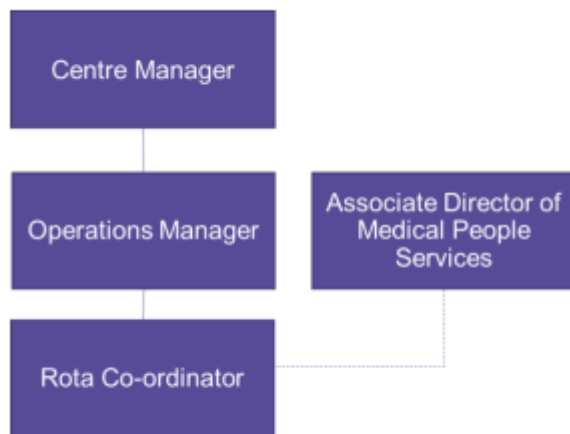 Centre Manager
Operations Manager
Associate Director of
Medical People
Services
Rota Co-ordinator